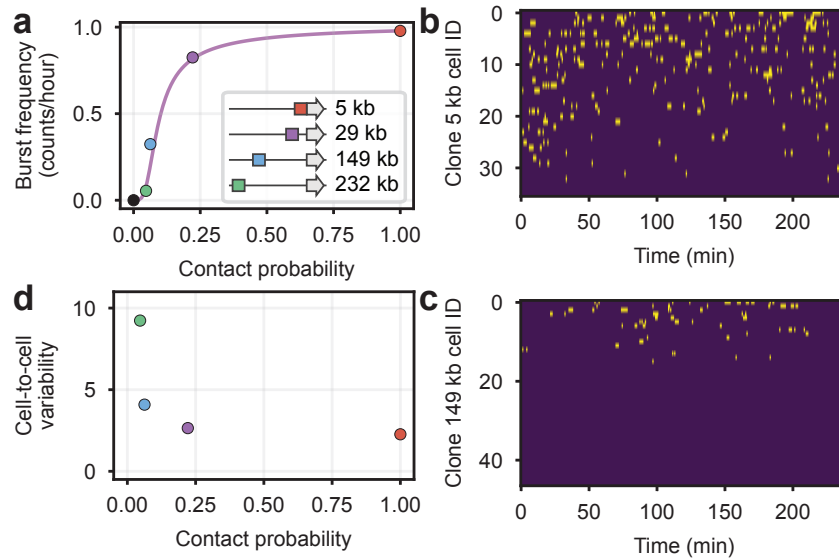 a
1.0
0.5
0.0
Burst frequency
(counts/hour)
5 kb
29 kb
149 kb
232 kb
0.00 0.25 0.50 0.75 1.00
Contact probability
b
0
10
20
30
Clone 5 kb cell ID
0 50 100 150 200
Time (min)
d
10
5
0
Cell-to-cell
variability
0.00 0.25 0.50 0.75 1.00
Contact probability
c
0
20
40
Clone 149 kb cell ID
0 50 100 150 200
Time (min)